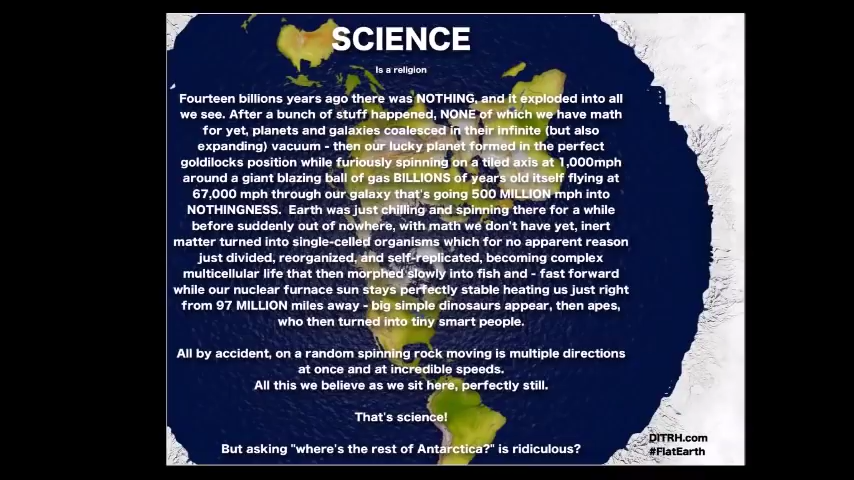 SCIENCE
Is a religion
Fourteen billions years ago there was NOTHING, and it exploded into all
we see. After a bunch of stuff happened, NONE of which we have math
for yet, planets and galaxies coalesced in their infinite (but also
expanding) vacuum - then our lucky planet formed in the perfect
goldilocks position while furiously spinning on a tiled axis at 1,000mph
around a giant blazing ball of gas BILLIONS of years old itself flying at
67,000 mph through our galaxy that's going 500 MILLION mph into
NOTHINGNESS. Earth was just chilling and spinning there for a while
before suddenly out of nowhere, with math we don't have yet, inert
matter turned into single-celled organisms which for no apparent reason
just divided, reorganized, and self-replicated, becoming complex
multicellular life that then morphed slowly into fish and - fast forward
while our nuclear furnace sun stays perfectly stable heating us just right
from 97 MILLION miles away - big simple dinosaurs appear, then apes,
who then turned into tiny smart people.
All by accident, on a random spinning rock moving is multiple directions
at once and at incredible speeds.
All this we believe as we sit here, perfectly still.
That's science!
But asking "where's the rest of Antarctica?" is ridiculous?
DITRH.com
#FlatEarth